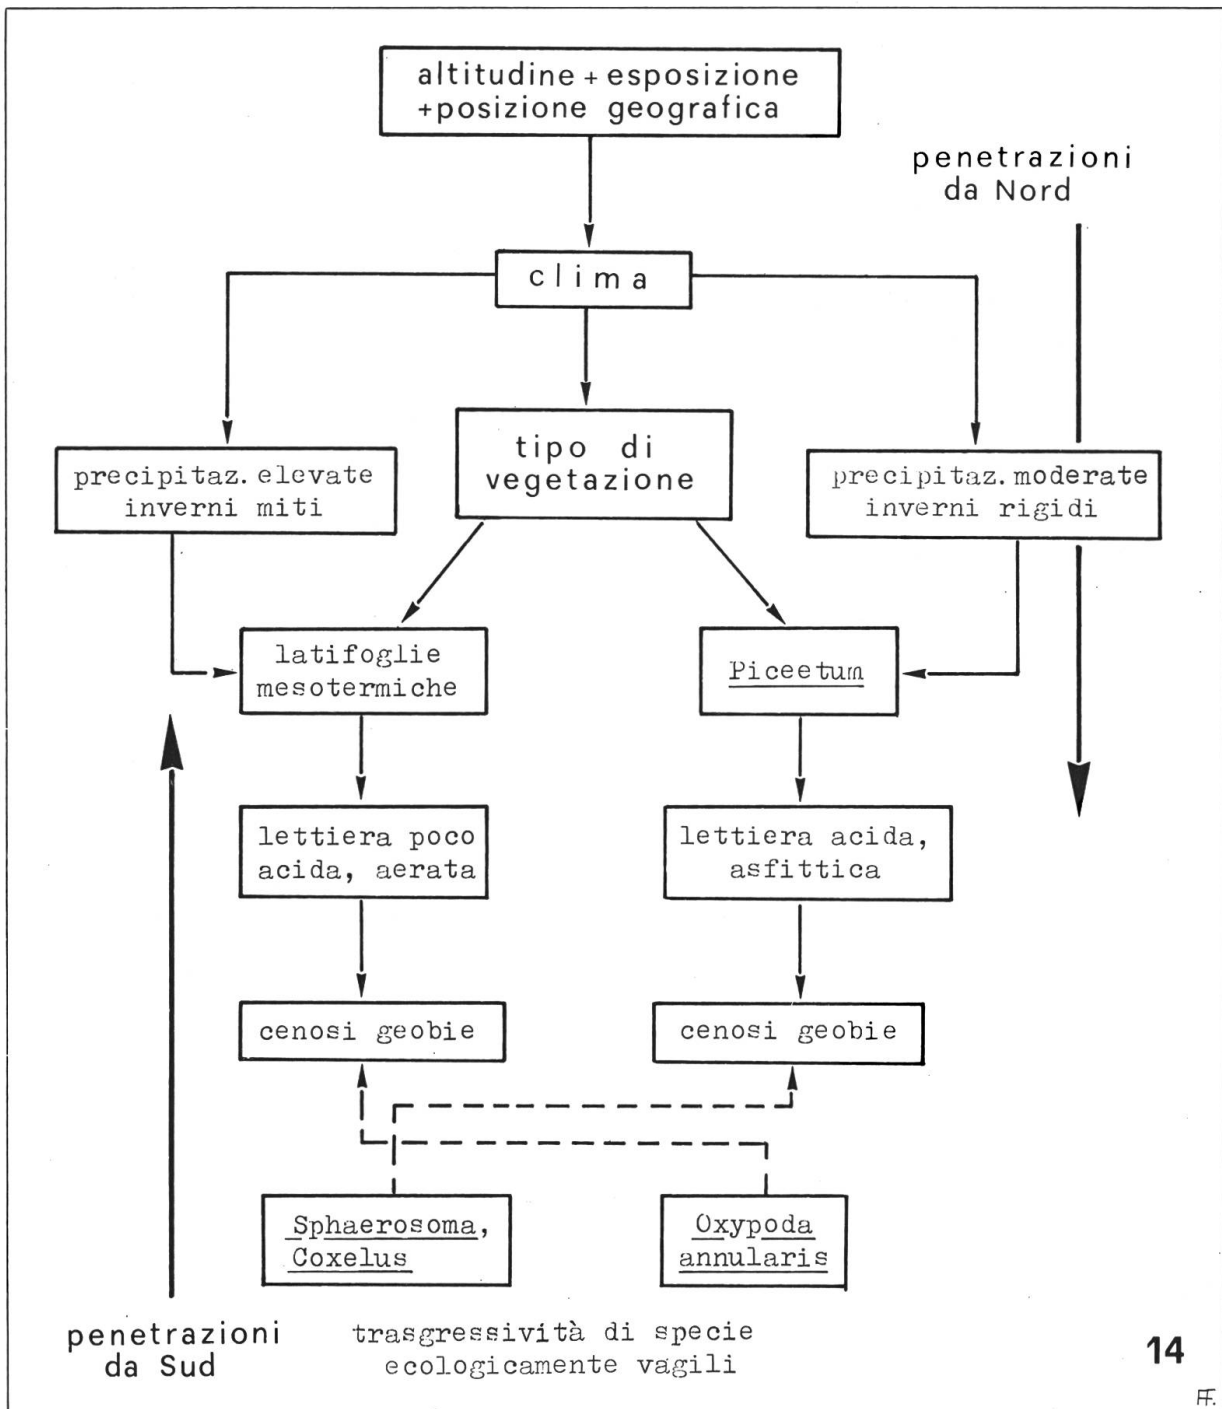 altitudine + esposizione
+posizione geografica
penetrazioni
da Nord
clima
tipo di
vegetazione
precipitaz. elevate
inverni miti
precipitaz. moderate
inverni rigidi
latifoglie
mesotermiche
Piceetum
lettiera poco
acida, aerata
lettiera acida,
asfittica
cenosi geobie
cenosi geobie
Sphaerosoma,
Coxelus
Oxypoda
annularis
penetrazioni
da Sud
trasgressività di specie
ecologicamente vagili
14
FF.